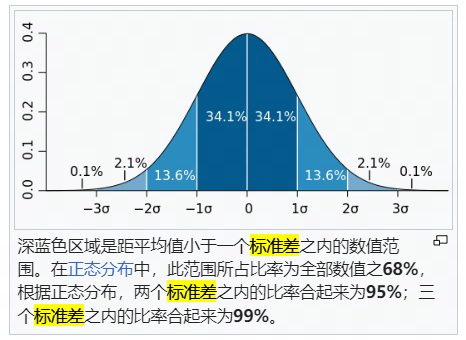 0.4
0.3
0.2
0.1
0.0
34.1% 34.1%
13.6% 13.6%
2.1% 2.1%
0.1% 0.1%
−3σ −2σ −1σ 0 1σ 2σ 3σ
深蓝色区域是距平均值小于一个标准差之内的数值范
围。在正态分布中，此范围所占比率为全部数值之68%，
根据正态分布，两个标准差之内的比率合起来为95%；三
个标准差之内的比率合起来为99%。